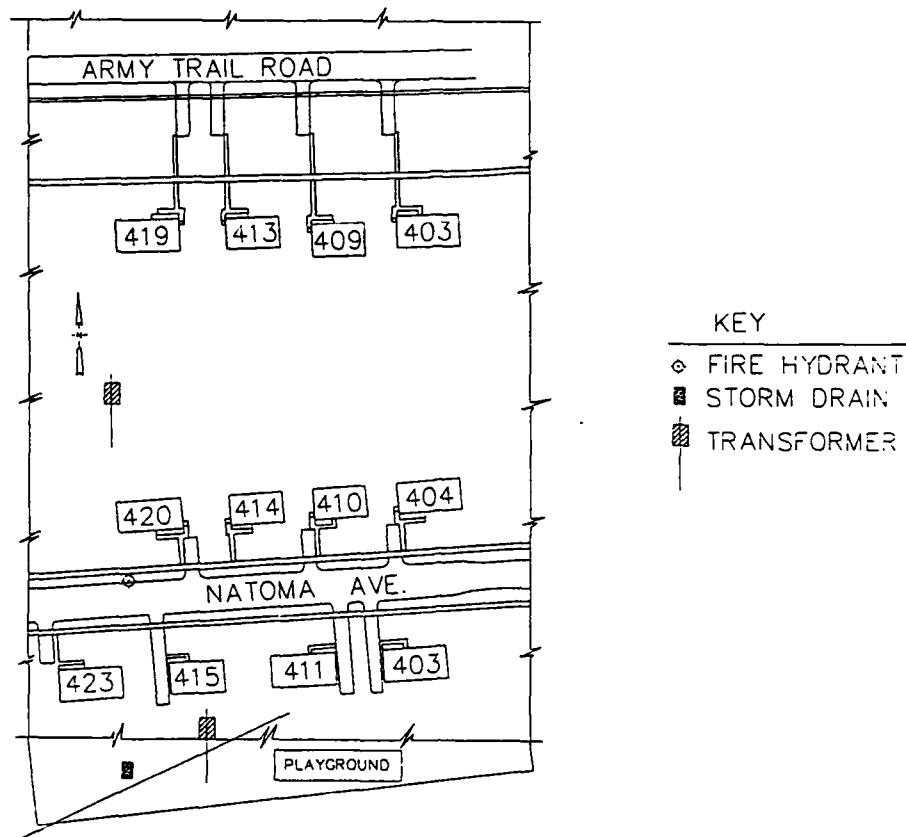 ARMY TRAIL ROAD
419
413
409
403
KEY
FIRE HYDRANT
STORM DRAIN
TRANSFORMER
420
414
410
404
NATOMA AVE.
423
415
411
403
PLAYGROUND